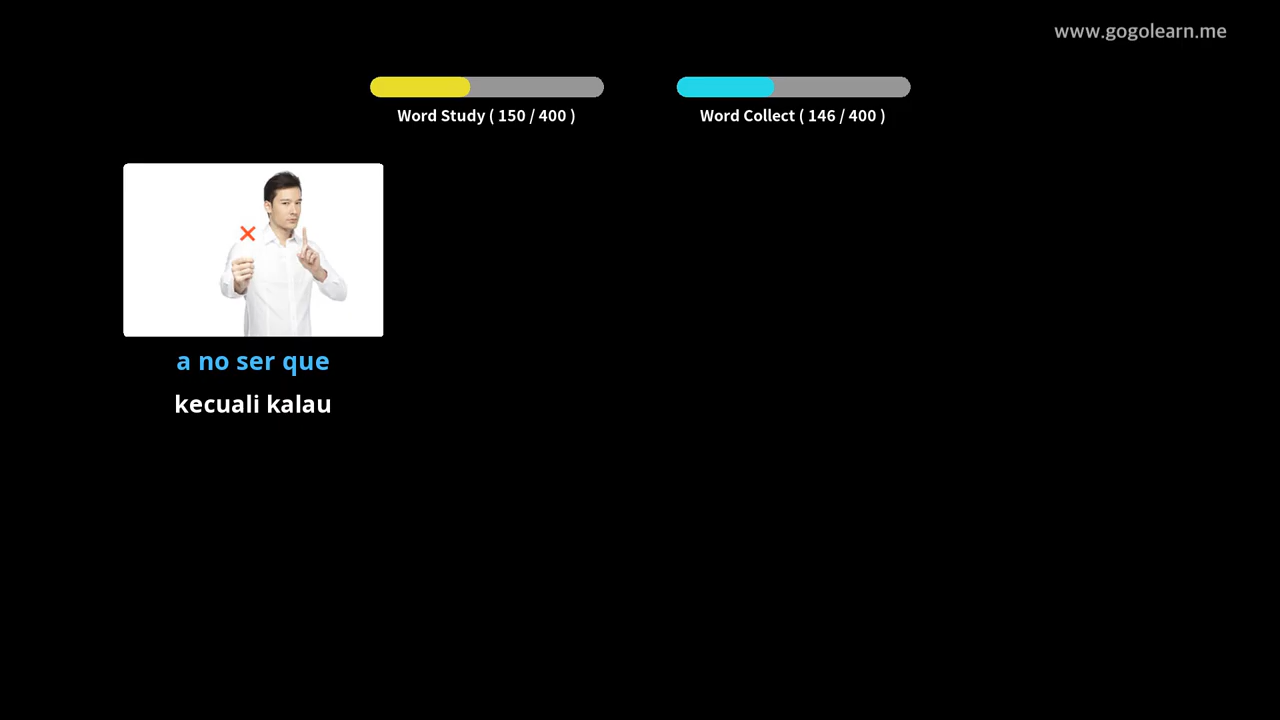 www.gogolearn.me
Word Study ( 150 / 400 )
Word Collect ( 146 / 400 )
a no ser que
kecuali kalau